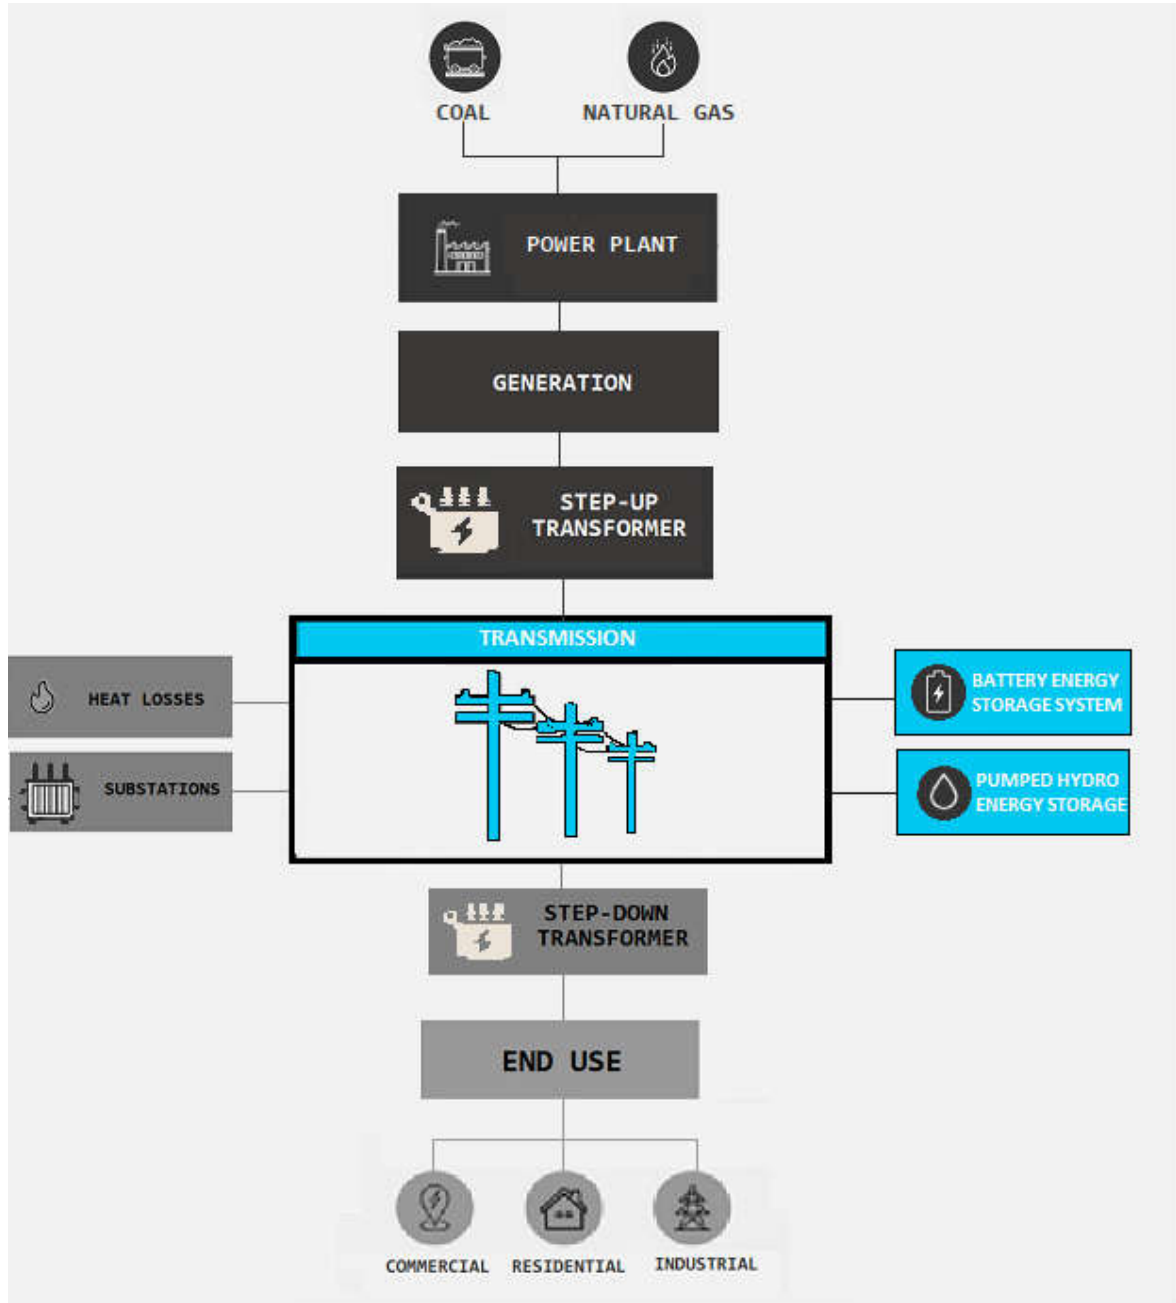 COAL
NATURAL GAS
POWER PLANT
GENERATION
STEP-UP
TRANSFORMER
TRANSMISSION
HEAT LOSSES
SUBSTATIONS
BATTERY ENERGY
STORAGE SYSTEM
PUMPED HYDRO
ENERGY STORAGE
STEP-DOWN
TRANSFORMER
END USE
COMMERCIAL
RESIDENTIAL
INDUSTRIAL